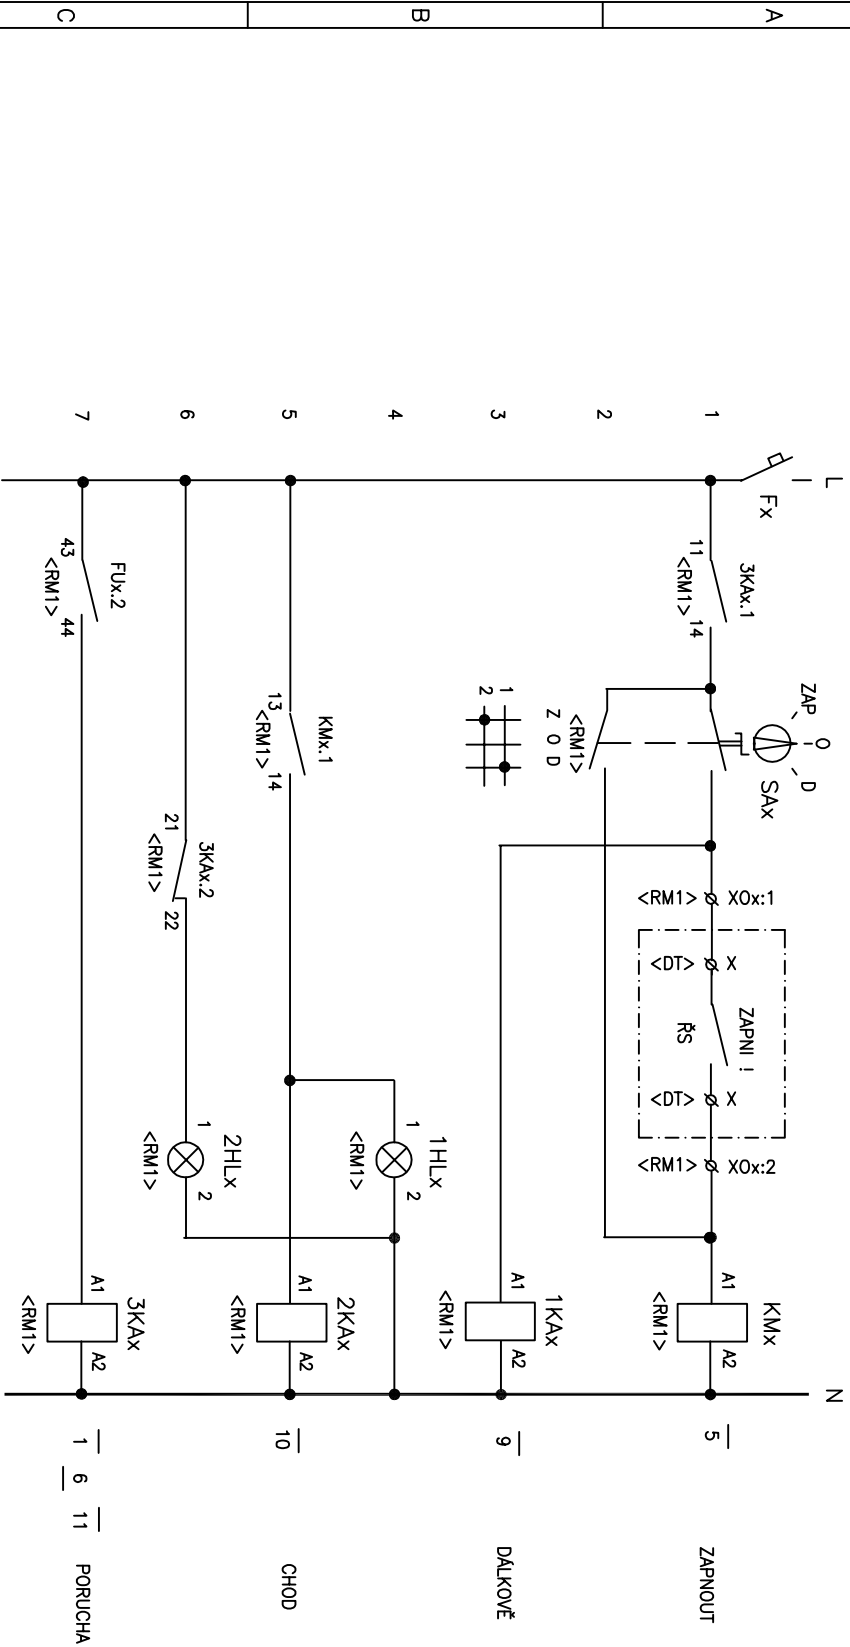 A
B
C
L
Fx
1
2
3
4
5
6
7
3KAx.1
11
14
<RM1>
ZAP
O
D
SAx
<RM1>
Z O D
1
2
XOx:1
<RM1>
X
<DT>
ZAPNI !
ŘS
X
<DT>
XOx:2
<RM1>
KMx
A1
A2
<RM1>
1KAx
A1
A2
<RM1>
1HLx
1
2
<RM1>
KMx.1
13
14
<RM1>
2KAx
A1
A2
<RM1>
3KAx.2
21
22
<RM1>
2HLx
1
2
<RM1>
FUx.2
43
44
<RM1>
3KAx
A1
A2
<RM1>
N
5
ZAPNOUT
9
DÁLKOVĚ
10
CHOD
1 6 11
PORUCHA